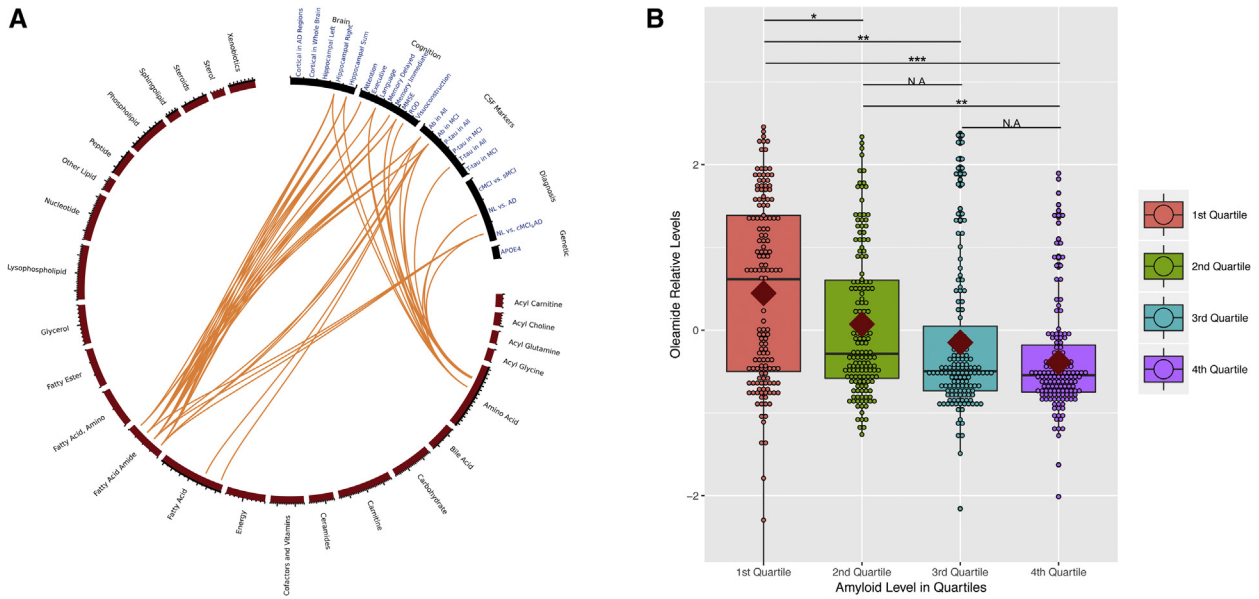 A
Brain
Cortical in AD Regions
Cortical in Whole Brain
Hippocampal Left
Hippocampal Right
Hippocampal Sum
Cognition
Attention
Executive
Language
Memory Delayed
Memory Immediate
MMSE
ROD
Visuoconstruction
CSF Markers
Ab in All
Ab in MCI
P-tau in All
P-tau in MCI
T-tau in All
T-tau in MCI
Diagnosis
cMCI vs. sMCI
NL vs. AD
NL vs. cMCI
AD
Genetic
APOE4
Acyl Carnitine
Acyl Choline
Acyl Glutamine
Acyl Glycine
Amino Acid
Bile Acid
Carbohydrate
Carnitine
Ceramides
Cofactors and Vitamins
Energy
Fatty Acid
Fatty Acid Amide
Fatty Acid, Amino
Fatty Ester
Glycerol
Lysophospholipid
Nucleotide
Other Lipid
Peptide
Phospholipid
Sphingolipid
Steroids
Sterol
Xenobiotics
B
*
**
***
N A
**
N.A
2
0
−2
Oleamide Relative Levels
1st Quartile
2nd Quartile
3rd Quartile
4th Quartile
Amyloid Level in Quartiles
1st Quartile
2nd Quartile
3rd Quartile
4th Quartile